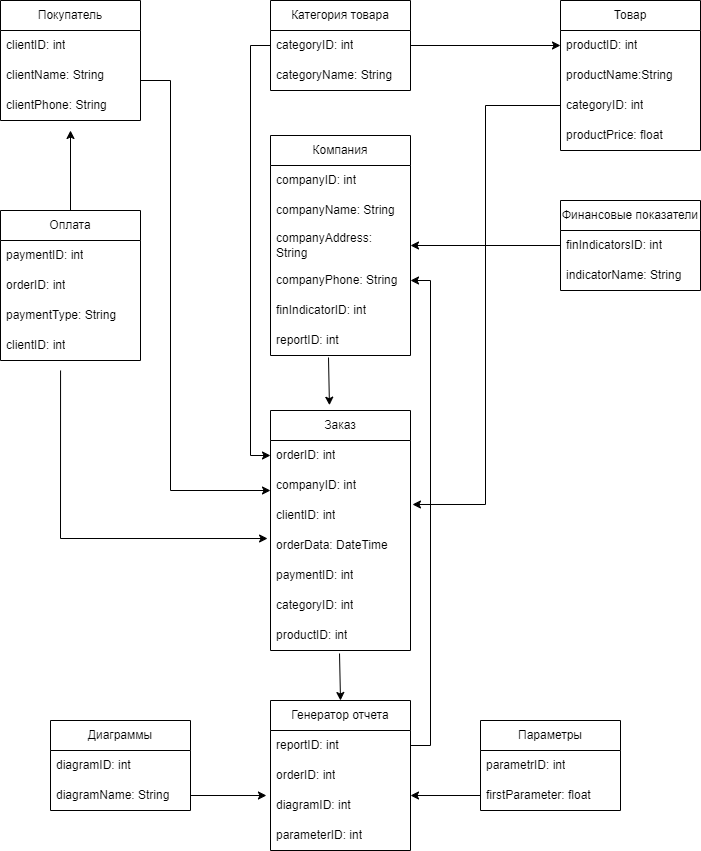 Покупатель
clientID: int
clientName: String
clientPhone: String
Категория товара
categoryID: int
categoryName: String
Товар
productID: int
productName:String
categoryID: int
productPrice: float
Компания
companyID: int
companyName: String
companyAddress:
String
companyPhone: String
finIndicatorID: int
reportID: int
Оплата
paymentID: int
orderID: int
paymentType: String
clientID: int
Финансовые показатели
finIndicatorsID: int
indicatorName: String
Заказ
orderID: int
companyID: int
clientID: int
orderData: DateTime
paymentID: int
categoryID: int
productID: int
Диаграммы
diagramID: int
diagramName: String
Генератор отчета
reportID: int
orderID: int
diagramID: int
parameterID: int
Параметры
parametrID: int
firstParameter: float